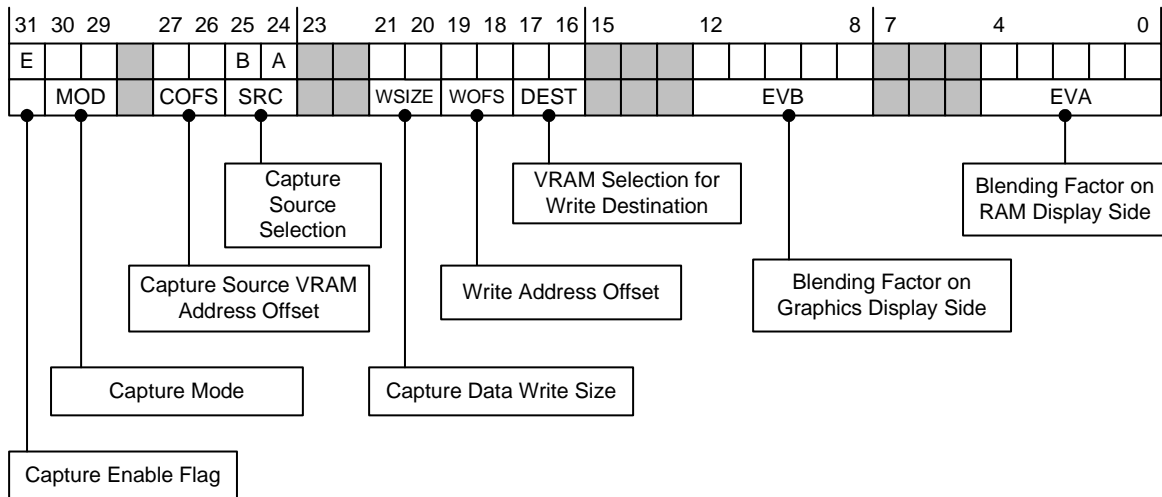 31 30 29 27 26 25 24 23 21 20 19 18 17 16 15 12 8 7 4 0
E B A
MOD COFS SRC WSIZE WOFS DEST EVB EVA
Capture
Source
Selection
VRAM Selection for
Write Destination
Blending Factor on
RAM Display Side
Capture Source VRAM
Address Offset
Write Address Offset
Blending Factor on
Graphics Display Side
Capture Mode
Capture Data Write Size
Capture Enable Flag